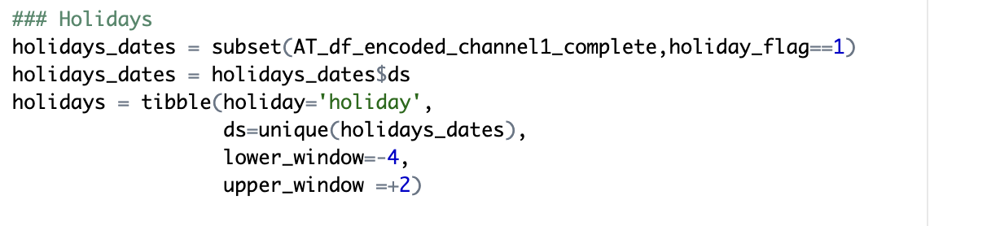 ### Holidays
holidays_dates = subset(AT_df_encoded_channel1_complete,holiday_flag==1)
holidays_dates = holidays_dates$ds
holidays = tibble(holiday='holiday',
ds=unique(holidays_dates),
lower_window=-4,
upper_window =+2)